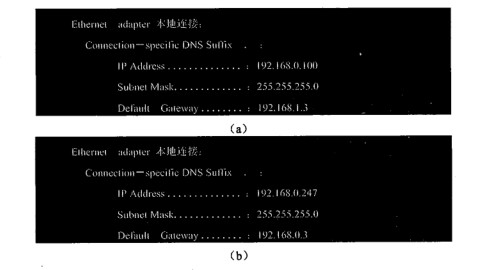 Ethernet adapter 本地连接:
Connection-specific DNS Suffix . :
IP Address . . . . . . . . . . . . . : 192.168.0.100
Subnet Mask. . . . . . . . . . . . : 255.255.255.0
Default Gateway . . . . . . . . : 192.168.1.3
(a)
Ethernet adapter 本地连接:
Connection-specific DNS Suffix . :
IP Address . . . . . . . . . . . . . : 192.168.0.247
Subnet Mask. . . . . . . . . . . . : 255.255.255.0
Default Gateway . . . . . . . . : 192.168.0.3
(b)